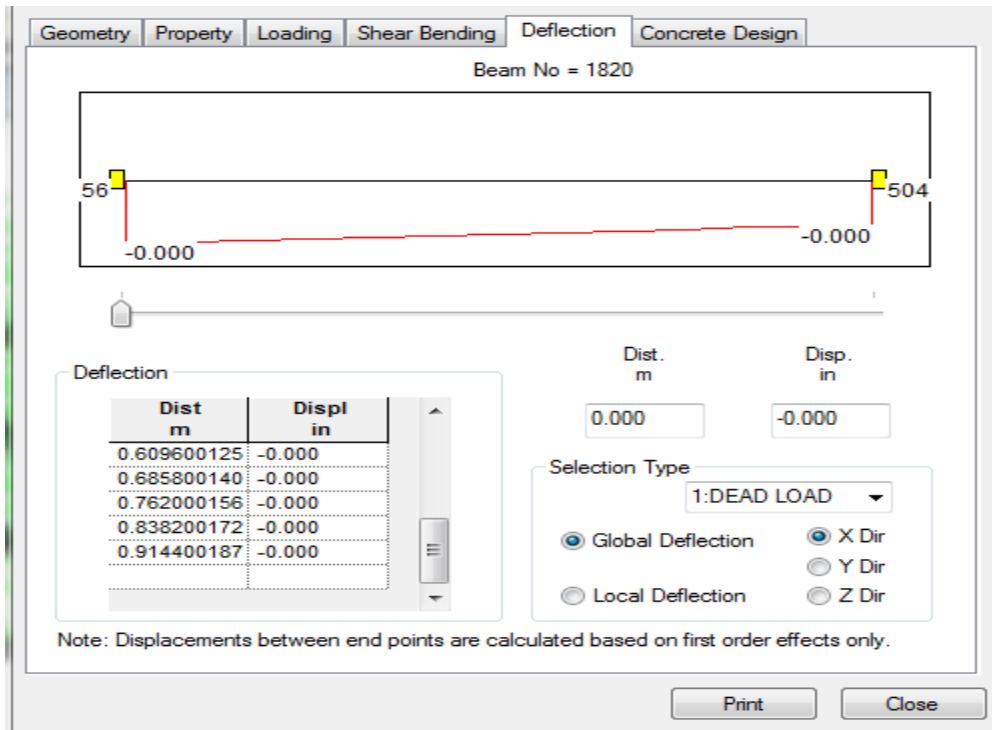 Geometry Property Loading Shear Bending Deflection Concrete Design
Beam No = 1820
56
504
-0.000
-0.000
Dist. Disp.
m in
0.000 -0.000
Deflection
Dist Displ
m in
0.609600125 -0.000
0.685800140 -0.000
0.762000156 -0.000
0.838200172 -0.000
0.914400187 -0.000
Selection Type
1:DEAD LOAD
Global Deflection X Dir
Y Dir
Local Deflection Z Dir
Note: Displacements between end points are calculated based on first order effects only.
Print Close